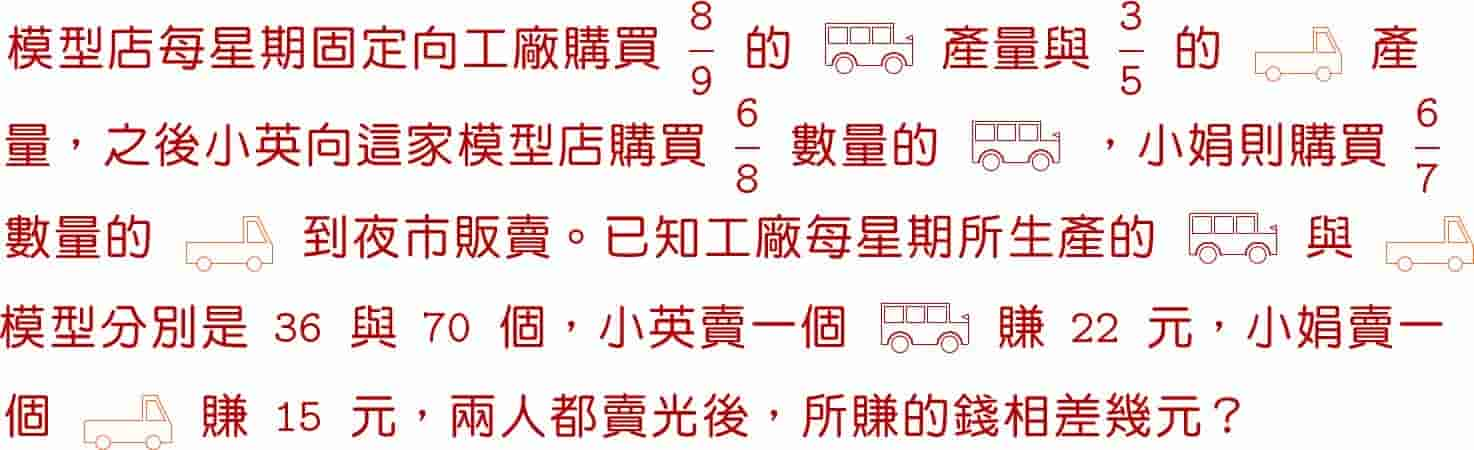 模型店每星期固定向工廠購買 8/9 的 產量與 3/5 的 產
量，之後小英向這家模型店購買 6/8 數量的 ，小娟則購買 6/7
數量的 到夜市販賣。已知工廠每星期所生產的 與
模型分別是 36 與 70 個，小英賣一個 賺 22 元，小娟賣一
個 賺 15 元，兩人都賣光後，所賺的錢相差幾元？